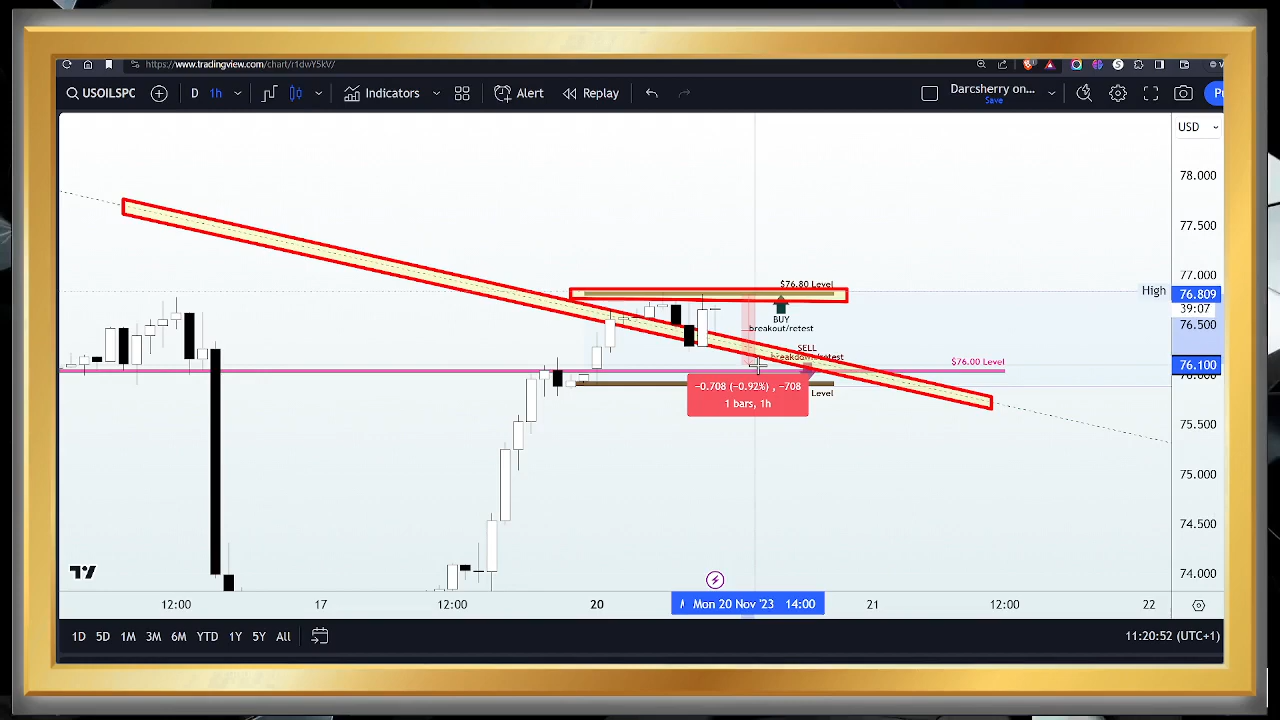 https://www.tradingview.com/chart/r1dwY5kV/
USOILSPC D 1h Indicators Alert Replay Darcsherry on...
Save
USD
78.000
77.500
77.000
$76.80 Level
High 76.809
39:07
BUY
breakout/retest
76.500
SELL
breakdown/retest
$76.00 Level
76.100
−0.708 (−0.92%) , −708
1 bars, 1h
Level
75.500
75.000
74.500
74.000
12:00 17 12:00 20 Mon 20 Nov '23 14:00 21 12:00 22
1D 5D 1M 3M 6M YTD 1Y 5Y All 11:20:52 (UTC+1)